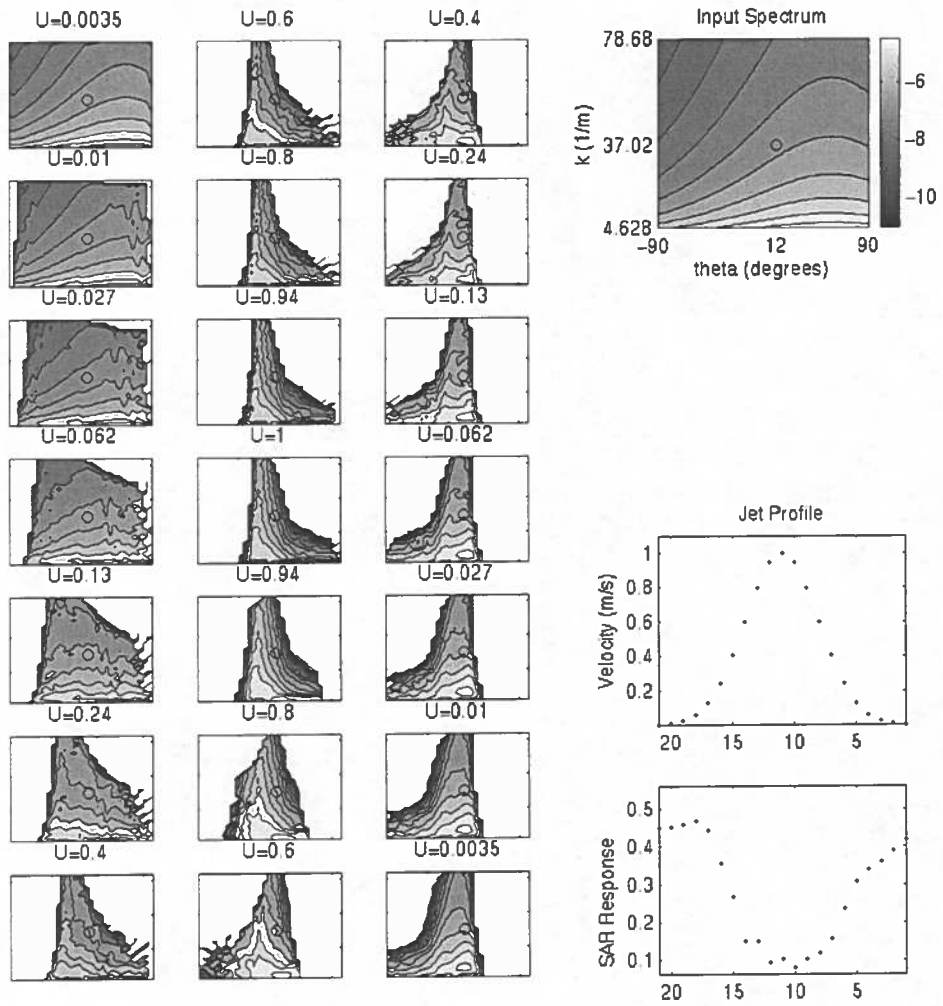 U=0.0035
U=0.6
U=0.4
U=0.01
U=0.8
U=0.24
U=0.027
U=0.94
U=0.13
U=0.062
U=1
U=0.062
U=0.13
U=0.94
U=0.027
U=0.24
U=0.8
U=0.01
U=0.4
U=0.6
U=0.0035
Input Spectrum
78.68
37.02
4.628
k (1/m)
-90
12
90
theta (degrees)
-6
-8
-10
Jet Profile
1
0.8
0.6
0.4
0.2
Velocity (m/s)
20
15
10
5
0.5
0.4
0.3
0.2
0.1
SAR Response
20
15
10
5